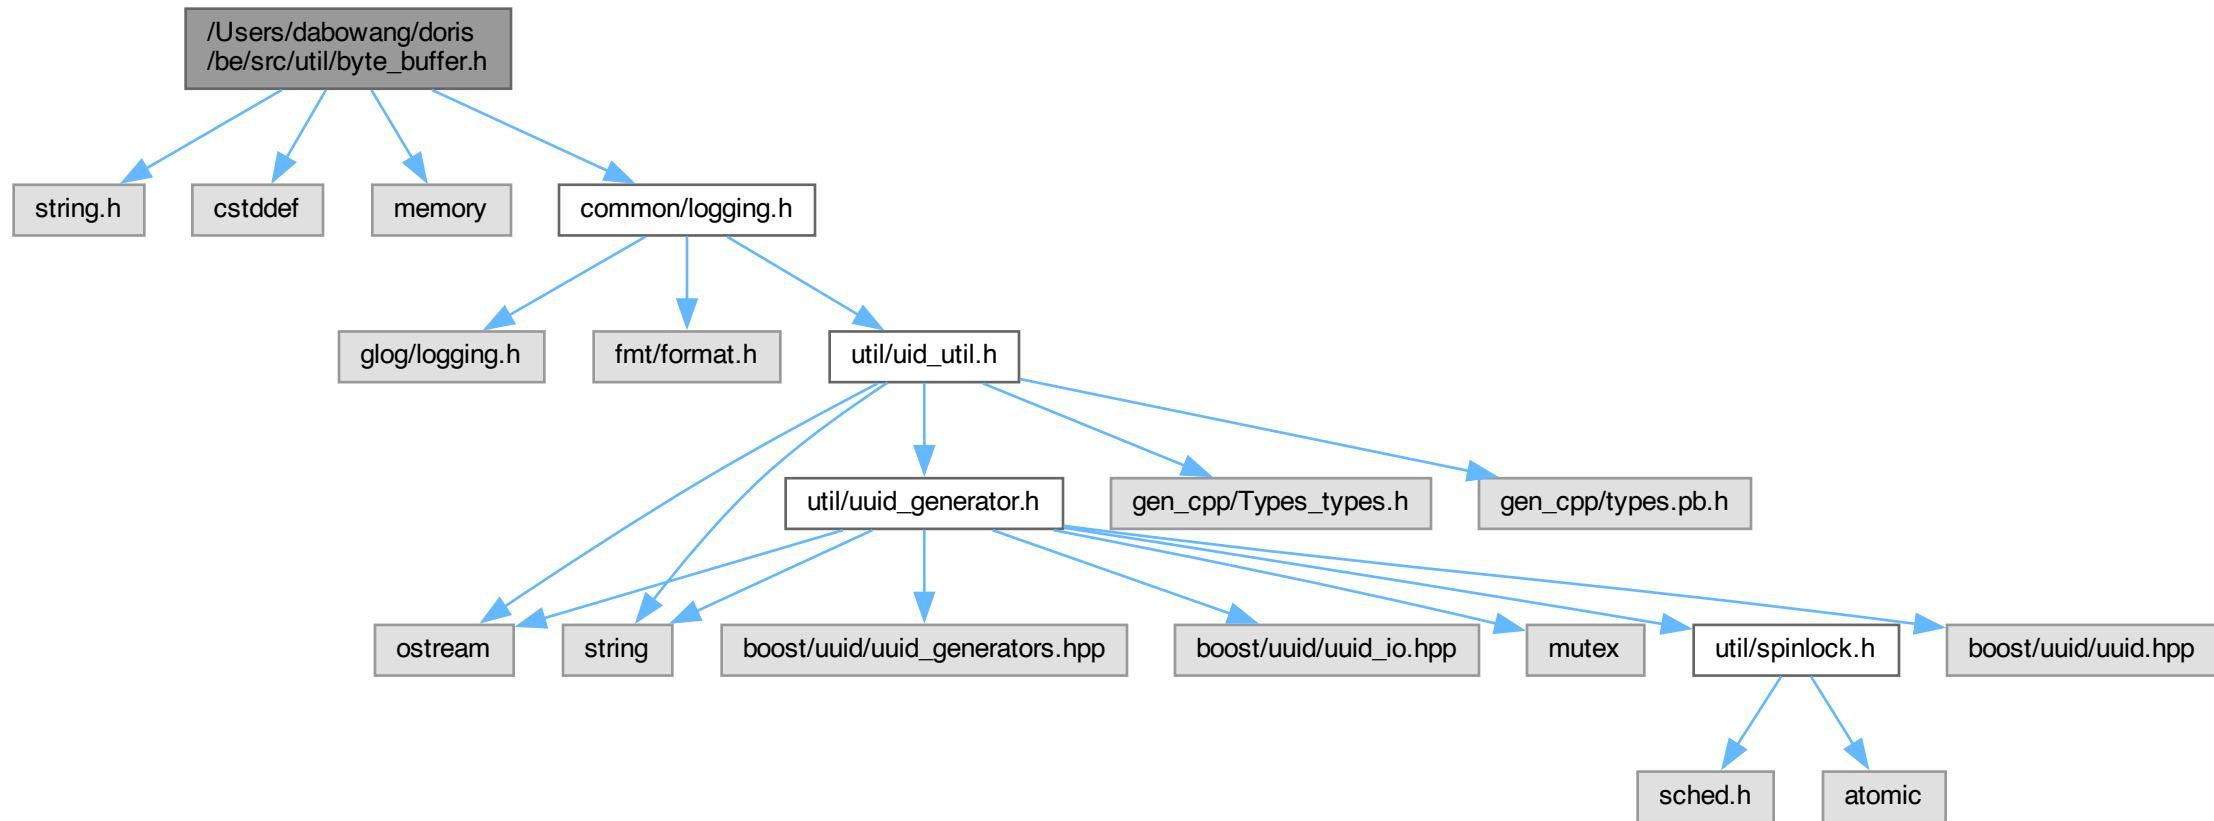 /Users/dabowang/doris
/be/src/util/byte_buffer.h
string.h
cstddef
memory
common/logging.h
glog/logging.h
fmt/format.h
util/uid_util.h
util/uuid_generator.h
gen_cpp/Types_types.h
gen_cpp/types.pb.h
ostream
string
boost/uuid/uuid_generators.hpp
boost/uuid/uuid_io.hpp
mutex
util/spinlock.h
boost/uuid/uuid.hpp
sched.h
atomic